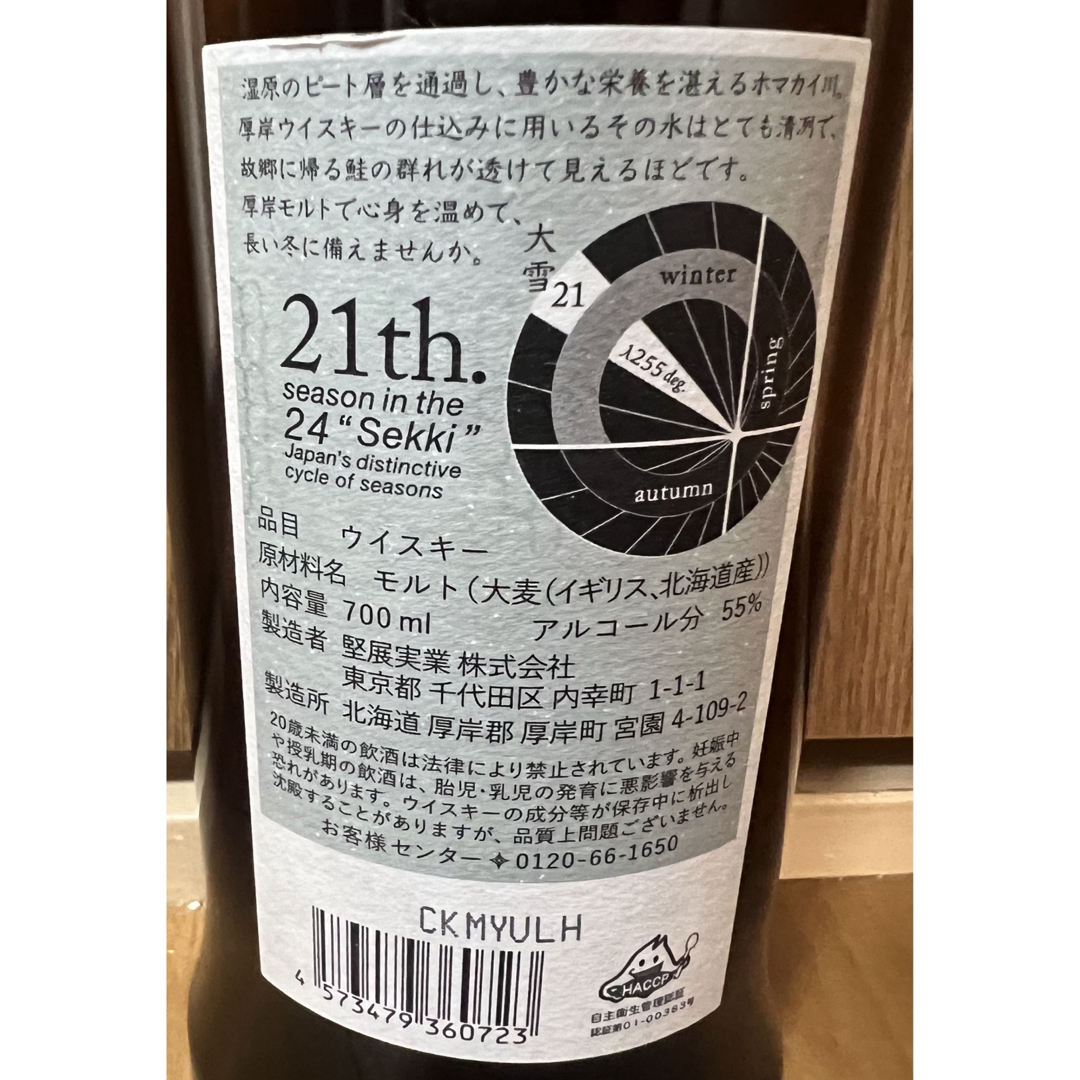 湿原のピート層を通過し、豊かな栄養を湛えるホマカイ川。
厚岸ウイスキーの仕込みに用いるその水はとても清冽で、
故郷に帰る鮭の群れが透けて見えるほどです。
厚岸モルトで心身を温めて、
長い冬に備えませんか。
大雪
21
winter
λ255 deg.
spring
autumn
21th.
season in the
24 “Sekki”
Japan's distinctive
cycle of seasons
品目 ウイスキー
原材料名 モルト（大麦（イギリス、北海道産））
内容量 700 ml アルコール分 55%
製造者 堅展実業 株式会社
東京都 千代田区 内幸町 1-1-1
製造所 北海道 厚岸郡 厚岸町 宮園 4-109-2
20歳未満の飲酒は法律により禁止されています。妊娠中
や授乳期の飲酒は、胎児・乳児の発育に悪影響を与える
恐れがあります。ウイスキーの成分等が保存中に析出し
沈殿することがありますが、品質上問題ございません。
お客様センター✧0120-66-1650
CKMYULH
4 573479 360723
HACCP
自主衛生管理認証
認証第01-00383号